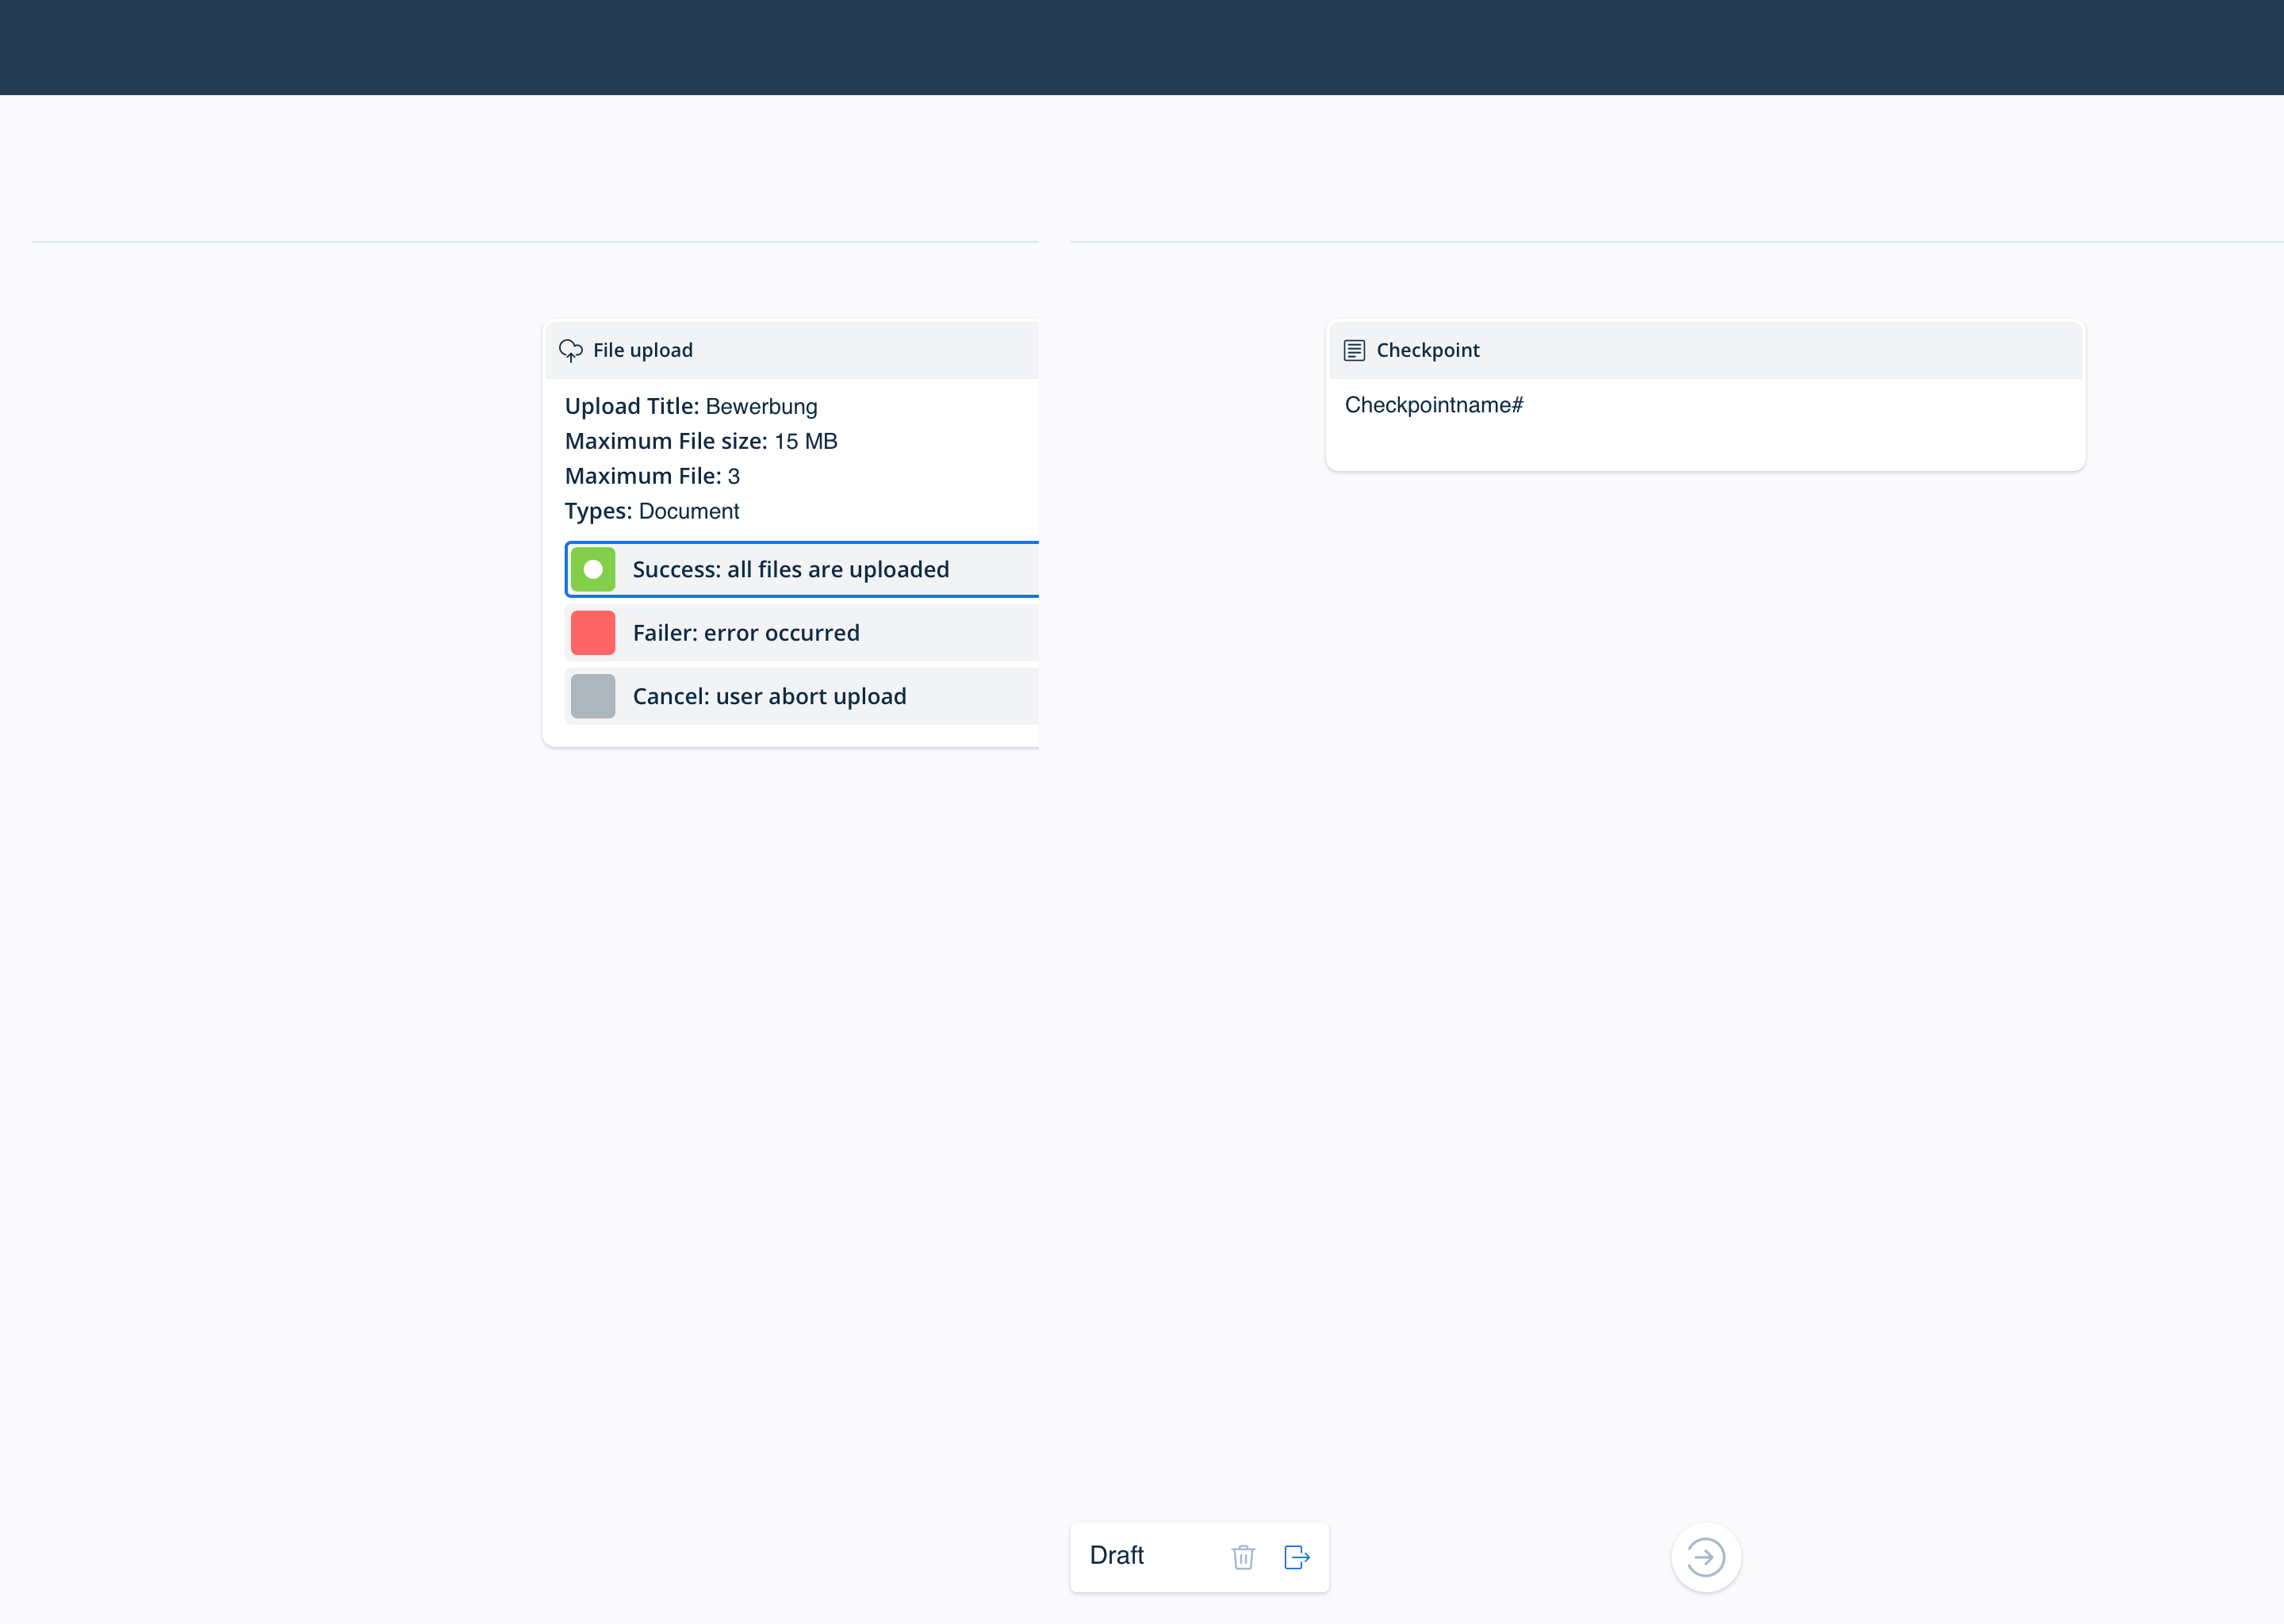 File upload
Upload Title: Bewerbung
Maximum File size: 15 MB
Maximum File: 3
Types: Document
Success: all files are uploaded
Failer: error occurred
Cancel: user abort upload
Checkpoint
Checkpointname#
Draft